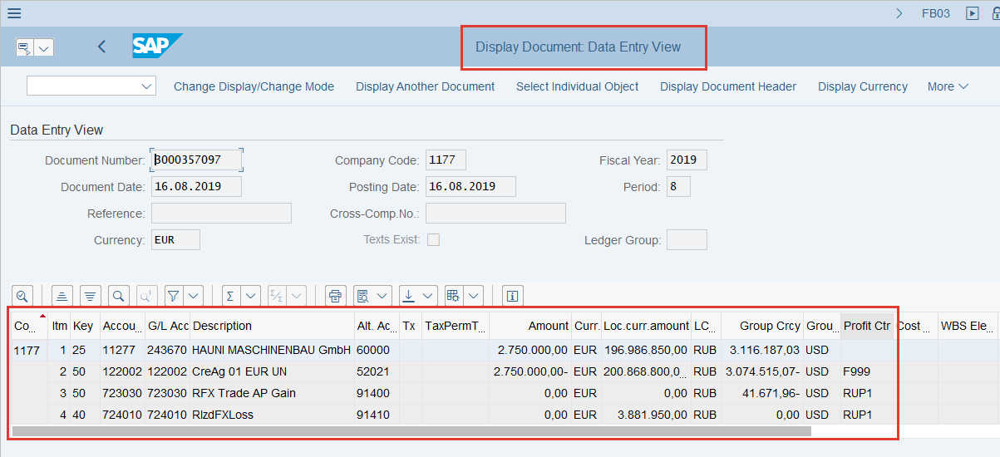 FB03
SAP
Display Document: Data Entry View
Change Display/Change Mode Display Another Document Select Individual Object Display Document Header Display Currency More
Data Entry View
Document Number: 3000357097 Company Code: 1177 Fiscal Year: 2019
Document Date: 16.08.2019 Posting Date: 16.08.2019 Period: 8
Reference: Cross-Comp.No.:
Currency: EUR Texts Exist: Ledger Group:
Co... Itm Key Accou... G/L Acc Description Alt. Ac... Tx TaxPermT... Amount Curr. Loc.curr.amount LC... Group Crcy Grou... Profit Ctr Cost ... WBS Ele...
1177 1 25 11277 243670 HAUNI MASCHINENBAU GmbH 60000 2.750.000,00 EUR 196.986.850,00 RUB 3.116.187,03 USD
2 50 122002 122002 CreAg 01 EUR UN 52021 2.750.000,00- EUR 200.868.800,0... RUB 3.074.515,07- USD F999
3 50 723030 723030 RFX Trade AP Gain 91400 0,00 EUR 0,00 RUB 41.671,96- USD RUP1
4 40 724010 724010 RlzdFXLoss 91410 0,00 EUR 3.881.950,00 RUB 0,00 USD RUP1